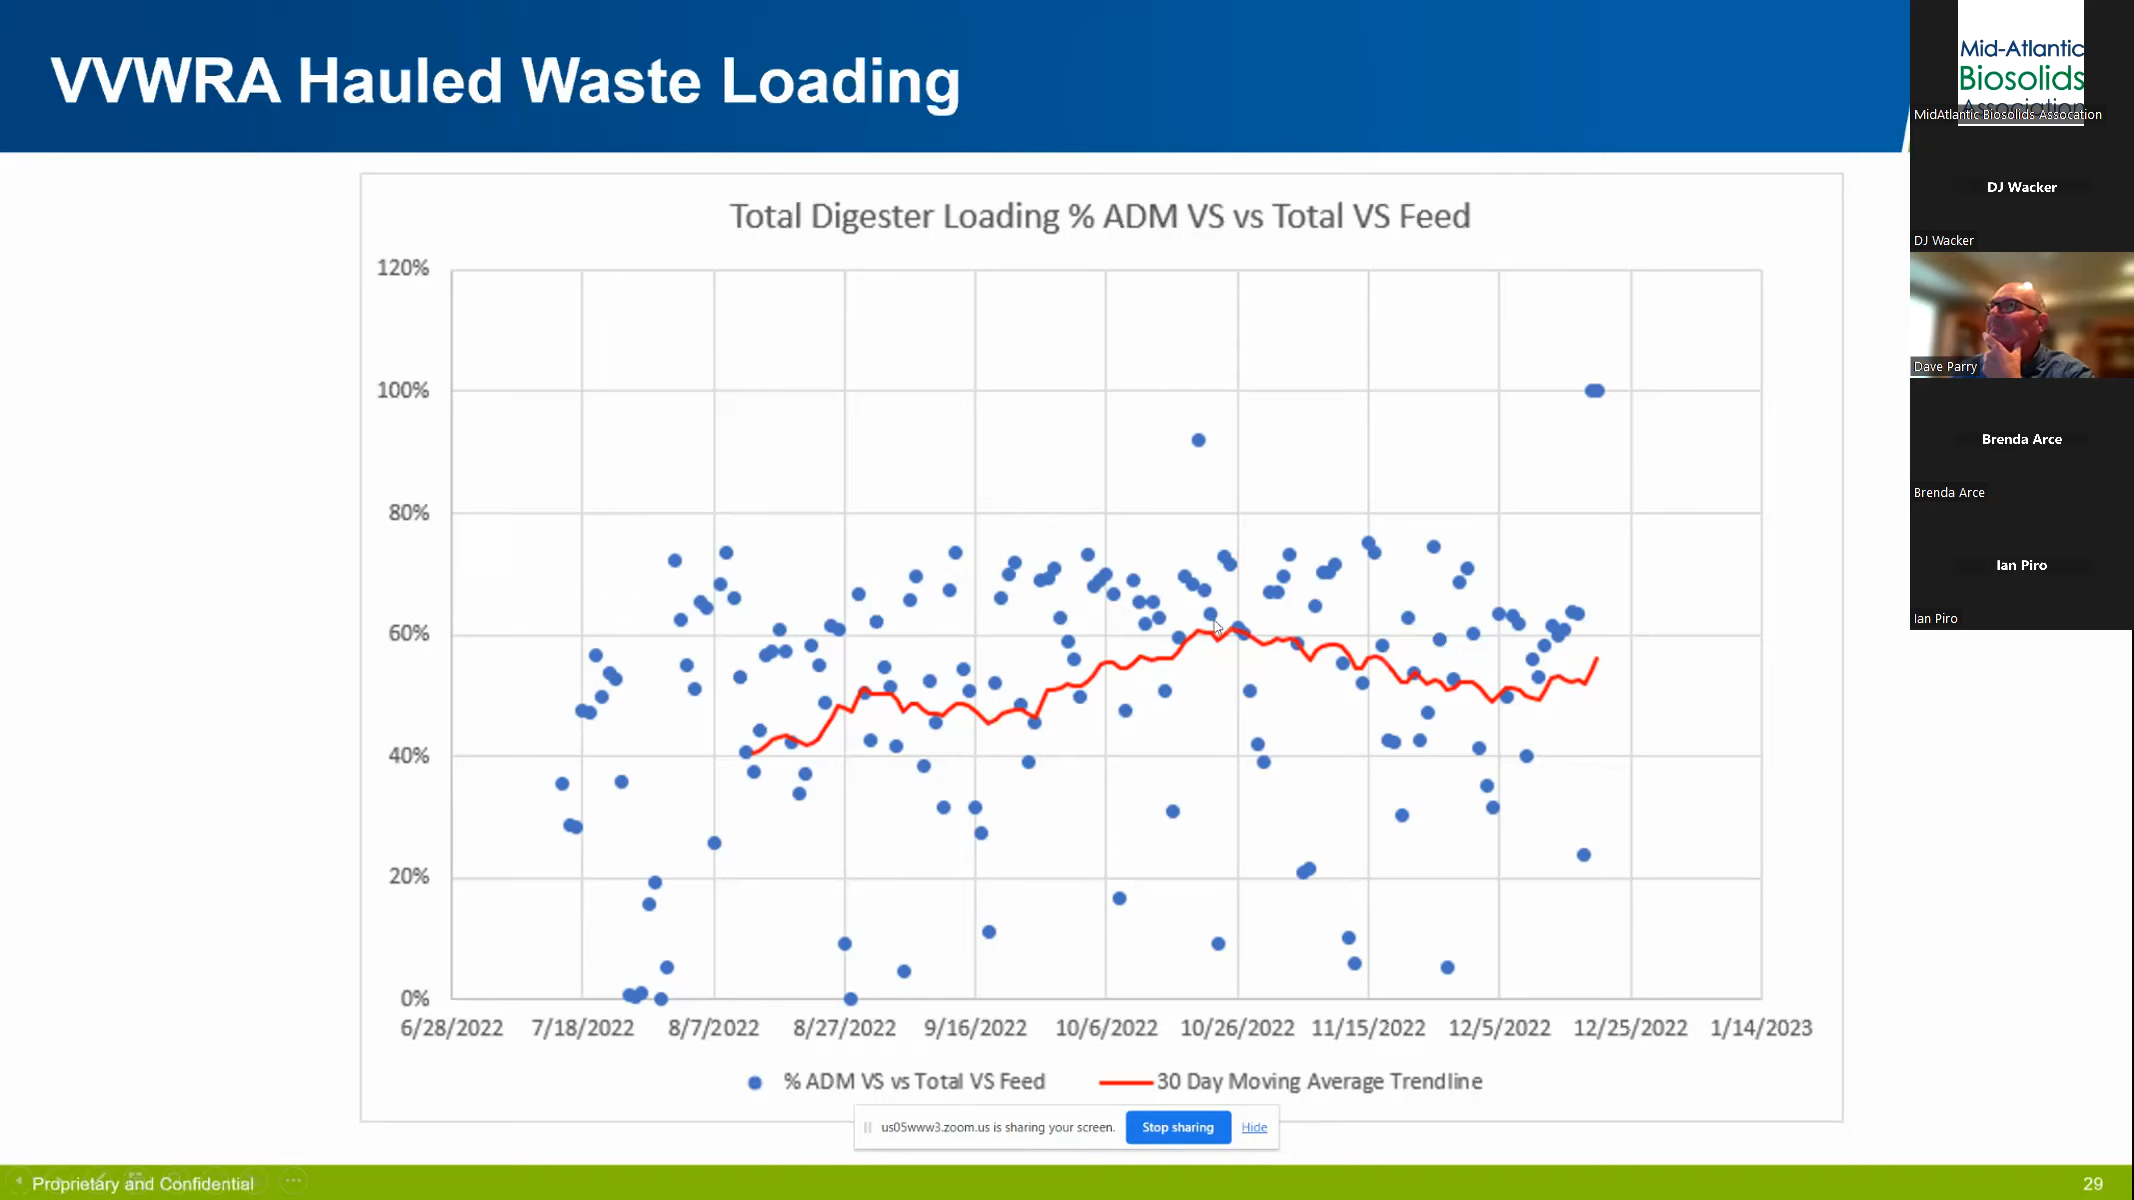 VVWRA Hauled Waste Loading
Total Digester Loading % ADM VS vs Total VS Feed
120%
100%
80%
60%
40%
20%
0%
6/28/2022 7/18/2022 8/7/2022 8/27/2022 9/16/2022 10/6/2022 10/26/2022 11/15/2022 12/5/2022 12/25/2022 1/14/2023
% ADM VS vs Total VS Feed 30 Day Moving Average Trendline
us05www3.zoom.us is sharing your screen. Stop sharing Hide
Proprietary and Confidential
29
Mid-Atlantic
Biosolids
Association
MidAtlantic Biosolids Assocation
DJ Wacker
DJ Wacker
Dave Parry
Brenda Arce
Brenda Arce
Ian Piro
Ian Piro